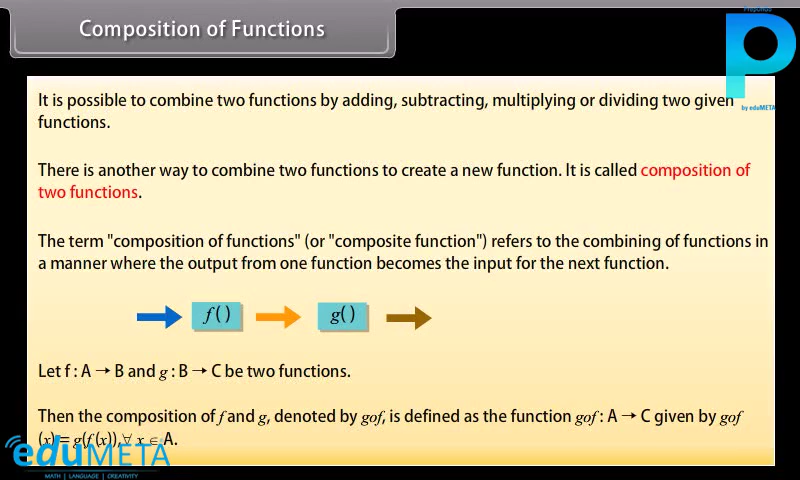 Composition of Functions
Preponds
P
by eduMETA
It is possible to combine two functions by adding, subtracting, multiplying or dividing two given
functions.
There is another way to combine two functions to create a new function. It is called composition of
two functions.
The term "composition of functions" (or "composite function") refers to the combining of functions in
a manner where the output from one function becomes the input for the next function.
f ( ) g( )
Let f : A → B and g : B → C be two functions.
Then the composition of f and g, denoted by gof, is defined as the function gof : A → C given by gof
(x) = g(f (x)), ∀ x ∈ A.
eduMETA
MATH | LANGUAGE | CREATIVITY